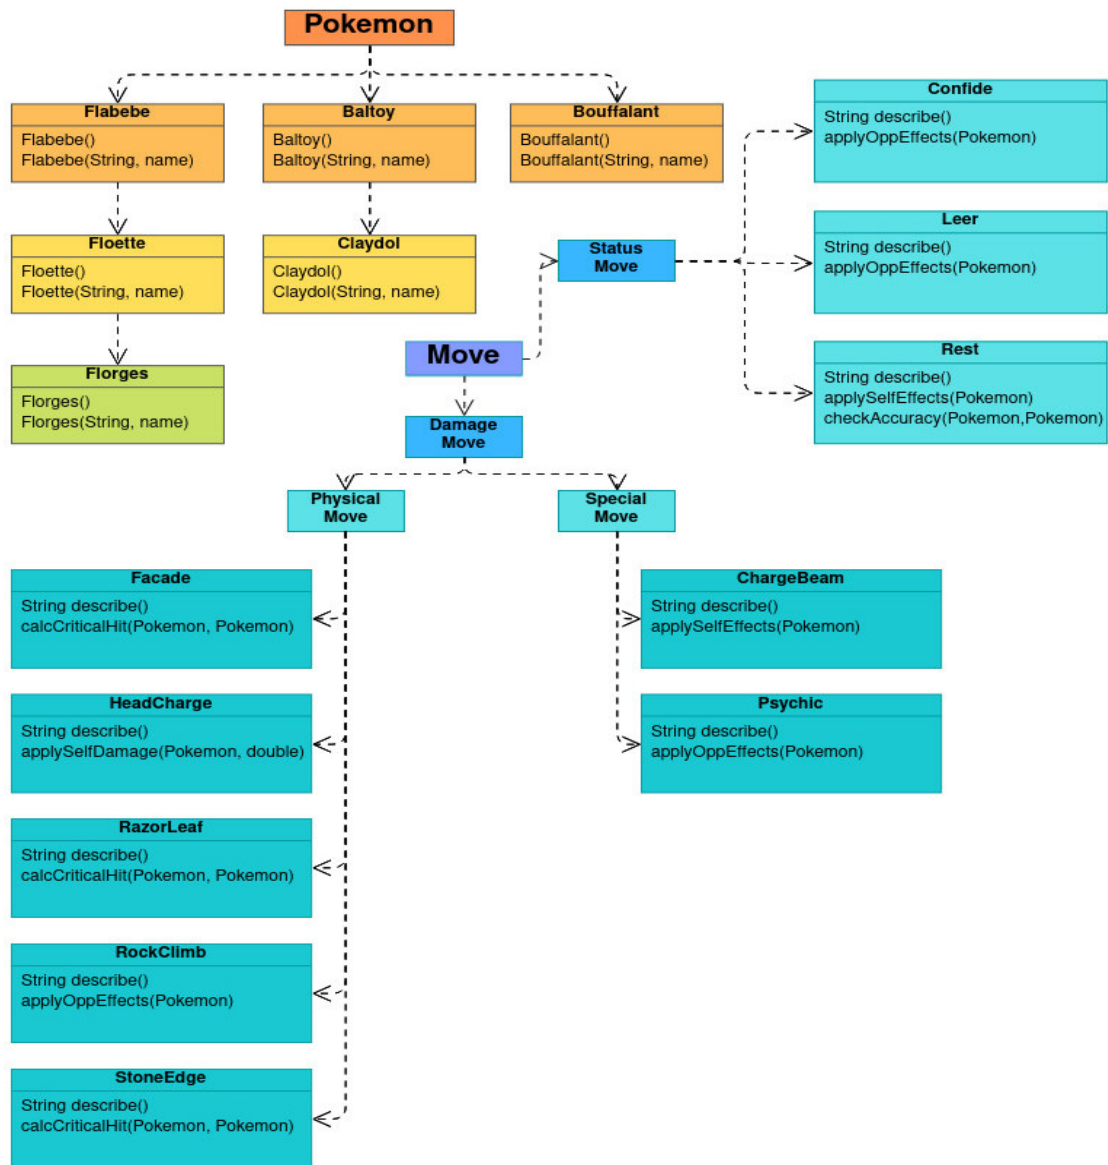 Pokemon
Flabebe
Flabebe()
Flabebe(String, name)
Baltoy
Baltoy()
Baltoy(String, name)
Bouffalant
Bouffalant()
Bouffalant(String, name)
Confide
String describe()
applyOppEffects(Pokemon)
Floette
Floette()
Floette(String, name)
Claydol
Claydol()
Claydol(String, name)
Status
Move
Leer
String describe()
applyOppEffects(Pokemon)
Move
Rest
String describe()
applySelfEffects(Pokemon)
checkAccuracy(Pokemon,Pokemon)
Florges
Florges()
Florges(String, name)
Damage
Move
Physical
Move
Special
Move
Facade
String describe()
calcCriticalHit(Pokemon, Pokemon)
ChargeBeam
String describe()
applySelfEffects(Pokemon)
HeadCharge
String describe()
applySelfDamage(Pokemon, double)
Psychic
String describe()
applyOppEffects(Pokemon)
RazorLeaf
String describe()
calcCriticalHit(Pokemon, Pokemon)
RockClimb
String describe()
applyOppEffects(Pokemon)
StoneEdge
String describe()
calcCriticalHit(Pokemon, Pokemon)